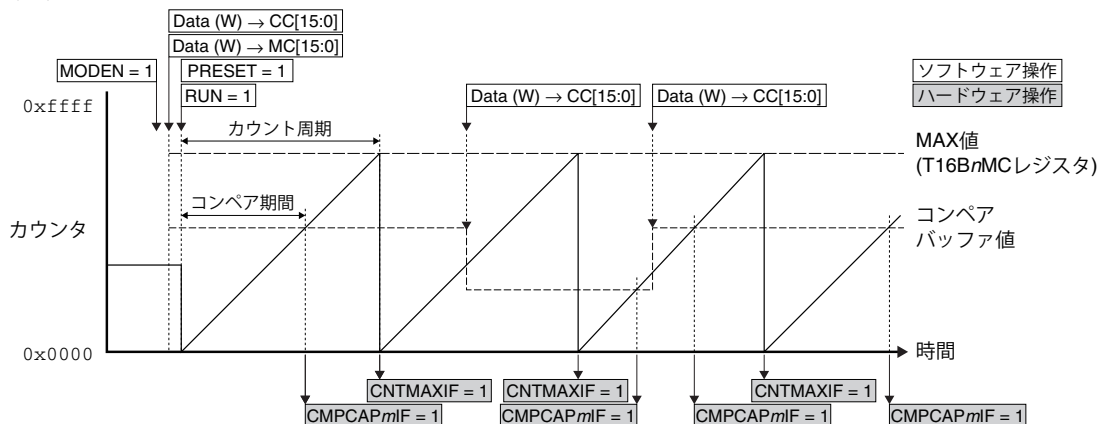 Data (W) → CC[15:0]
Data (W) → MC[15:0]
MODEN = 1
PRESET = 1
RUN = 1
Data (W) → CC[15:0]
Data (W) → CC[15:0]
ソフトウェア操作
ハードウェア操作
0xffff
カウント周期
MAX値
(T16BnMCレジスタ)
コンペア期間
カウンタ
コンペア
バッファ値
0x0000
時間
CNTMAXIF = 1
CNTMAXIF = 1
CNTMAXIF = 1
CMPCAPmIF = 1
CMPCAPmIF = 1
CMPCAPmIF = 1
CMPCAPmIF = 1